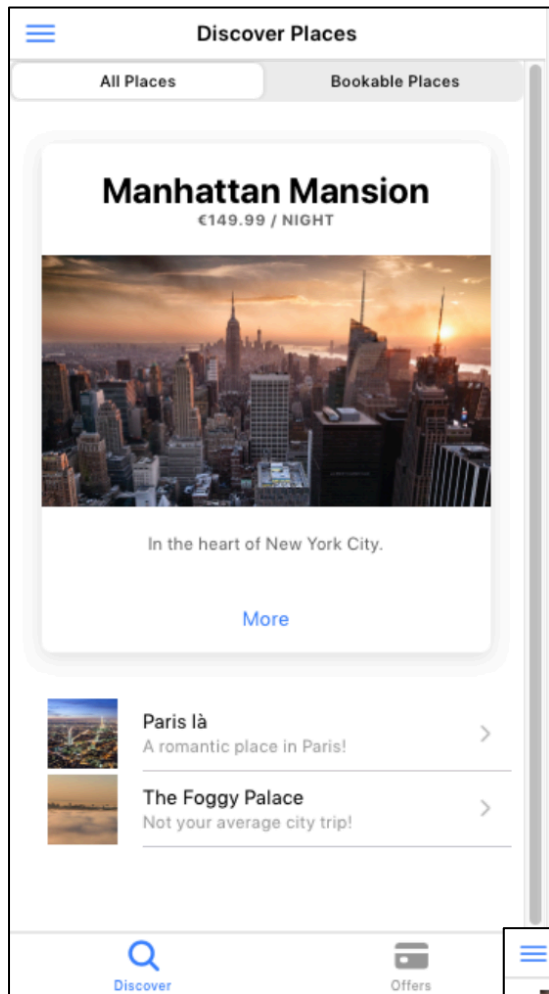 Discover Places
All Places
Bookable Places
Manhattan Mansion
€149.99 / NIGHT
In the heart of New York City.
More
Paris là
A romantic place in Paris!
The Foggy Palace
Not your average city trip!
Discover
Offers